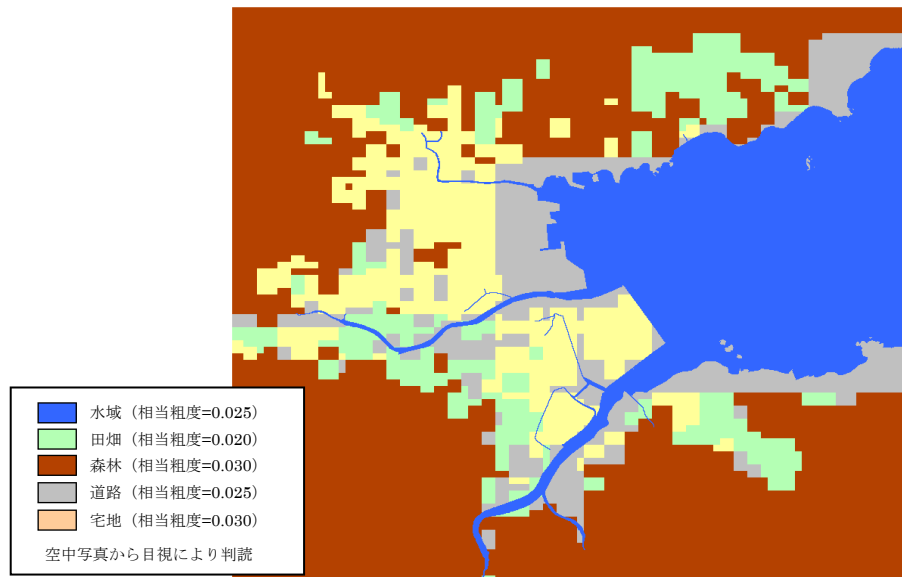 水域（相当粗度=0.025）
田畑（相当粗度=0.020）
森林（相当粗度=0.030）
道路（相当粗度=0.025）
宅地（相当粗度=0.030）
空中写真から目視により判読